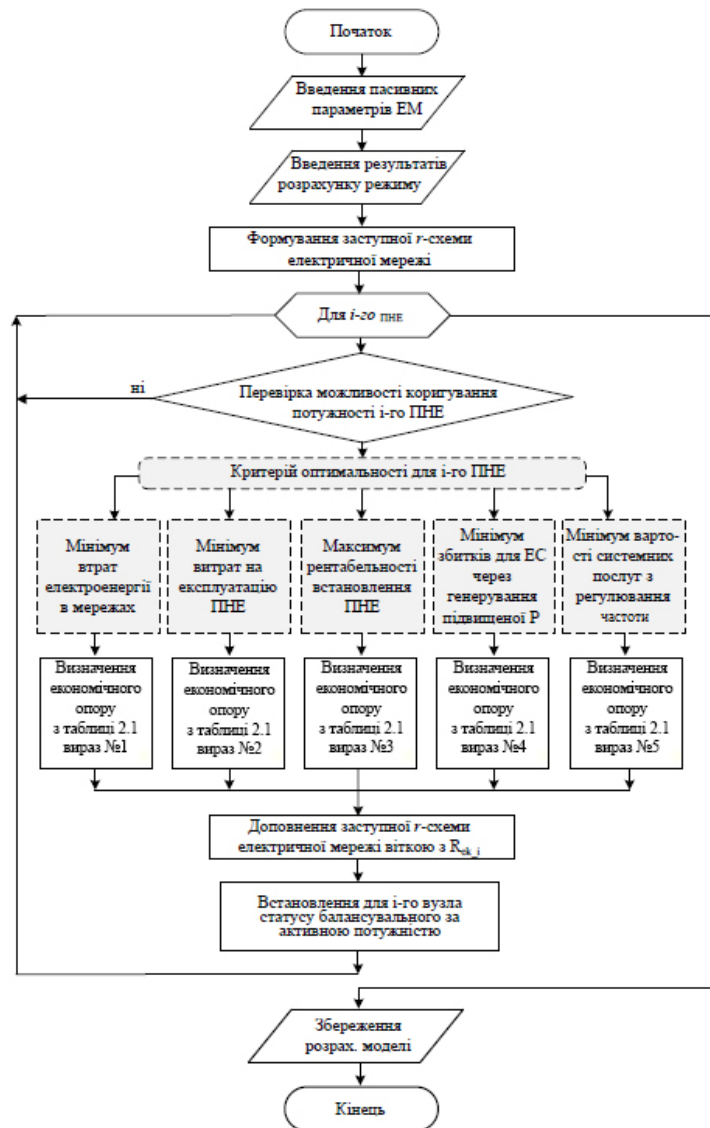 Початок
Введення пасивних
параметрів ЕМ
Введення результатів
розрахунку режиму
Формування заступної r-схеми
електричної мережі
Для і-го ПНЕ
ні
Перевірка можливості коригування
потужності і-го ПНЕ
Критерій оптимальності для і-го ПНЕ
Мінімум
втрат
електроенергії
в мережах
Мінімум
витрат на
експлуатацію
ПНЕ
Максимум
рентабельності
встановлення
ПНЕ
Мінімум
збитків для ЕС
через
генерування
підвищеної Р
Мінімум варто-
сті системних
послуг з
регулювання
частоти
Визначення
економічного
опору
з таблиці 2.1
вираз №1
Визначення
економічного
опору
з таблиці 2.1
вираз №2
Визначення
економічного
опору
з таблиці 2.1
вираз №3
Визначення
економічного
опору
з таблиці 2.1
вираз №4
Визначення
економічного
опору
з таблиці 2.1
вираз №5
Доповнення заступної r-схеми
електричної мережі віткою з
Встановлення для і-го вузла
статусу балансувального за
активною потужністю
Збереження
розрах. моделі
Кінець